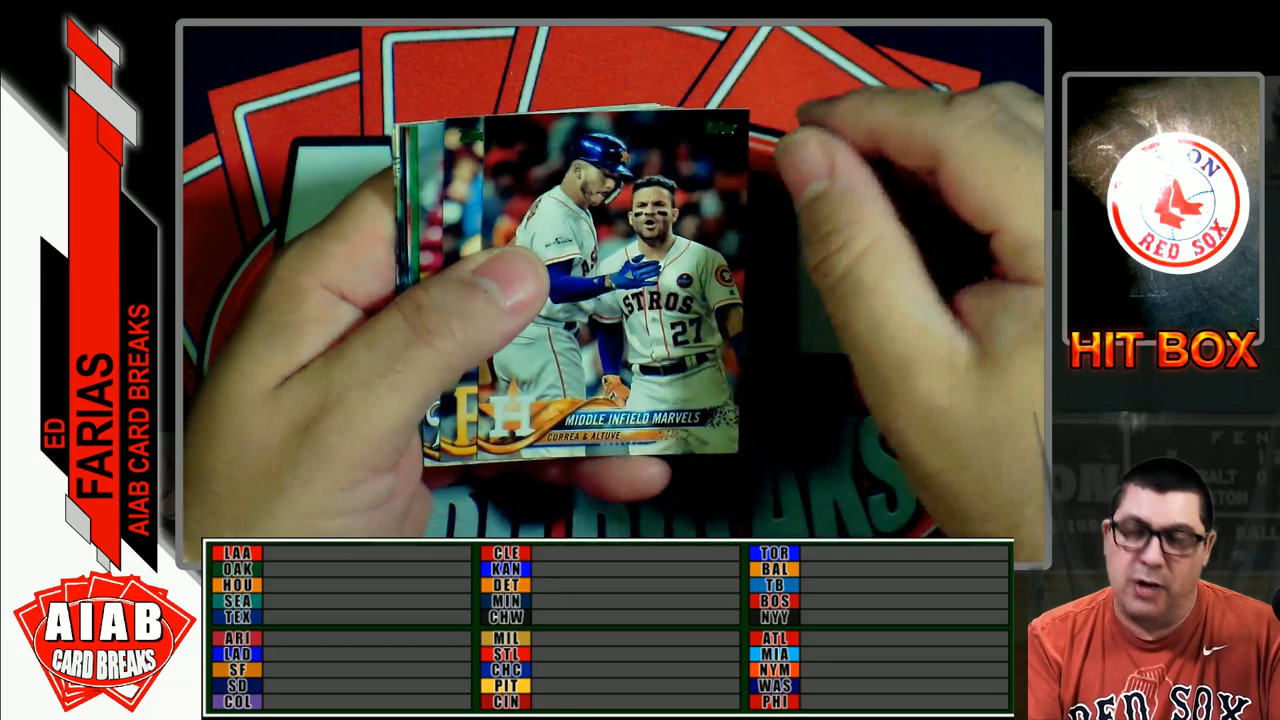 ED
FARIAS
AIAB CARD BREAKS
AIAB
CARD BREAKS
ASTROS
27
H
MIDDLE INFIELD MARVELS
CORREA & ALTUVE
RED SOX
HIT BOX
BREAKS
RED SOX
LAA
OAK
HOU
SEA
TEX
ARI
LAD
SF
SD
COL
CLE
KAN
DET
MIN
CHW
MIL
STL
CHC
PIT
CIN
TOR
BAL
TB
BOS
NYY
ATL
MIA
NYM
WAS
PHI